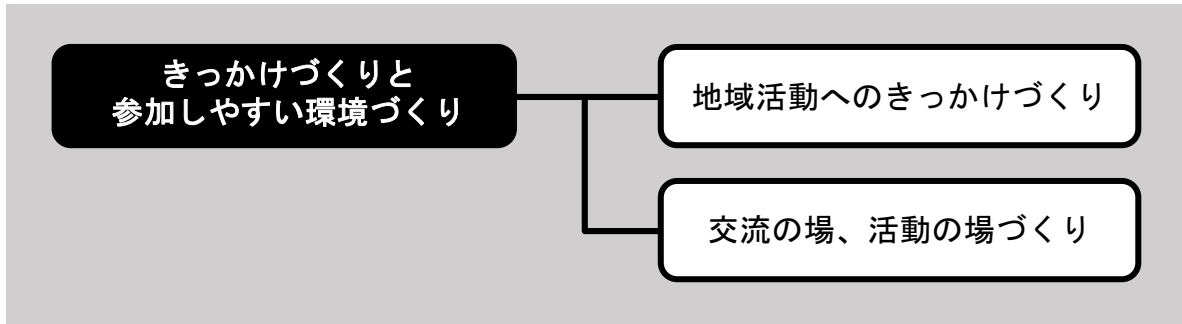 きっかけづくりと
参加しやすい環境づくり
地域活動へのきっかけづくり
交流の場、活動の場づくり